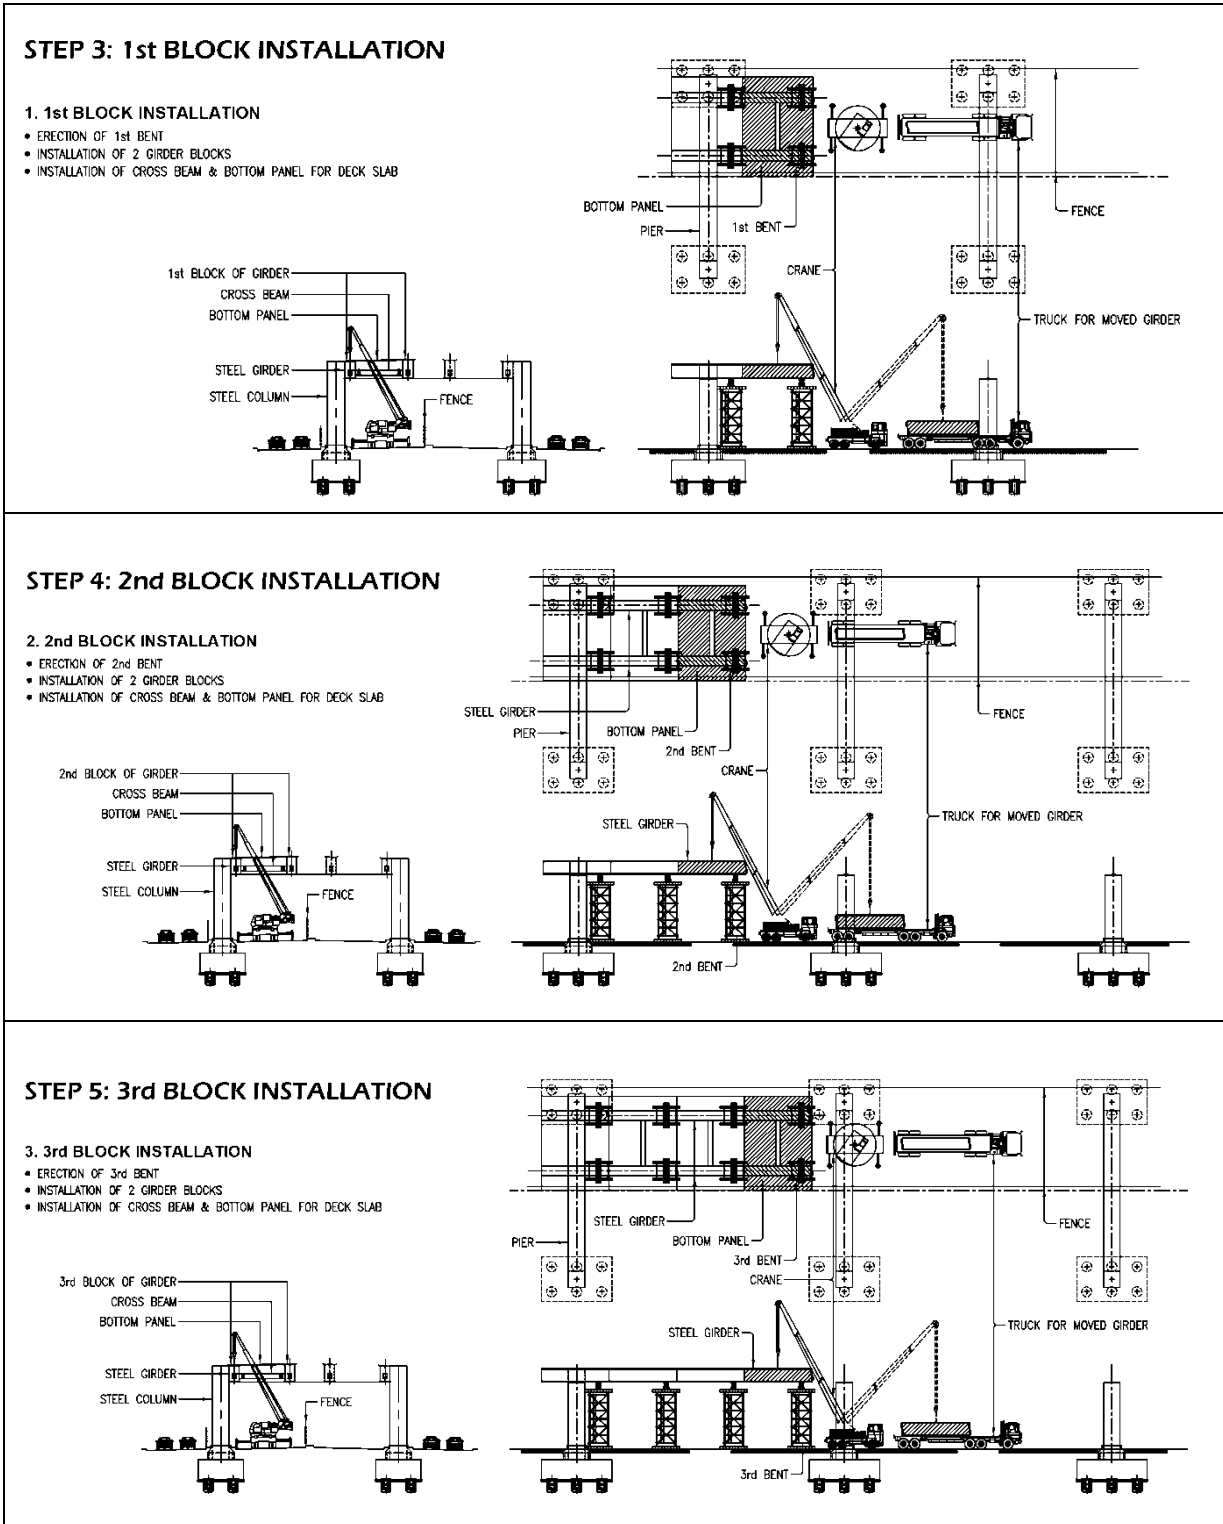 STEP 3: 1st BLOCK INSTALLATION
1. 1st BLOCK INSTALLATION
• ERECTION OF 1st BENT
• INSTALLATION OF 2 GIRDER BLOCKS
• INSTALLATION OF CROSS BEAM & BOTTOM PANEL FOR DECK SLAB
BOTTOM PANEL
1st BENT
PIER
FENCE
CRANE
TRUCK FOR MOVED GIRDER
1st BLOCK OF GIRDER
CROSS BEAM
BOTTOM PANEL
STEEL GIRDER
STEEL COLUMN
FENCE
STEP 4: 2nd BLOCK INSTALLATION
2. 2nd BLOCK INSTALLATION
• ERECTION OF 2nd BENT
• INSTALLATION OF 2 GIRDER BLOCKS
• INSTALLATION OF CROSS BEAM & BOTTOM PANEL FOR DECK SLAB
STEEL GIRDER
PIER
BOTTOM PANEL
2nd BENT
FENCE
CRANE
TRUCK FOR MOVED GIRDER
STEEL GIRDER
2nd BENT
2nd BLOCK OF GIRDER
CROSS BEAM
BOTTOM PANEL
STEEL GIRDER
STEEL COLUMN
FENCE
STEP 5: 3rd BLOCK INSTALLATION
3. 3rd BLOCK INSTALLATION
• ERECTION OF 3rd BENT
• INSTALLATION OF 2 GIRDER BLOCKS
• INSTALLATION OF CROSS BEAM & BOTTOM PANEL FOR DECK SLAB
STEEL GIRDER
PIER
BOTTOM PANEL
3rd BENT
FENCE
CRANE
TRUCK FOR MOVED GIRDER
STEEL GIRDER
3rd BENT
3rd BLOCK OF GIRDER
CROSS BEAM
BOTTOM PANEL
STEEL GIRDER
STEEL COLUMN
FENCE